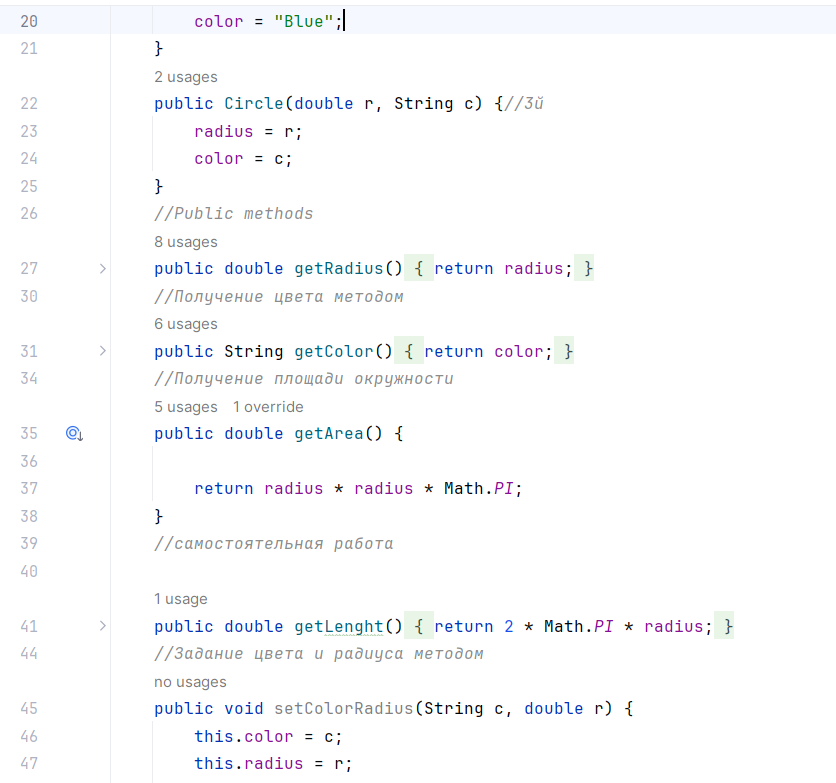 20 color = "Blue";
21 }
2 usages
22 public Circle(double r, String c) {//3й
23 radius = r;
24 color = c;
25 }
26 //Public methods
8 usages
27 public double getRadius() { return radius; }
30 //Получение цвета методом
6 usages
31 public String getColor() { return color; }
34 //Получение площади окружности
5 usages 1 override
35 public double getArea() {
36
37 return radius * radius * Math.PI;
38 }
39 //самостоятельная работа
40
1 usage
41 public double getLenght() { return 2 * Math.PI * radius; }
44 //Задание цвета и радиуса методом
no usages
45 public void setColorRadius(String c, double r) {
46 this.color = c;
47 this.radius = r;